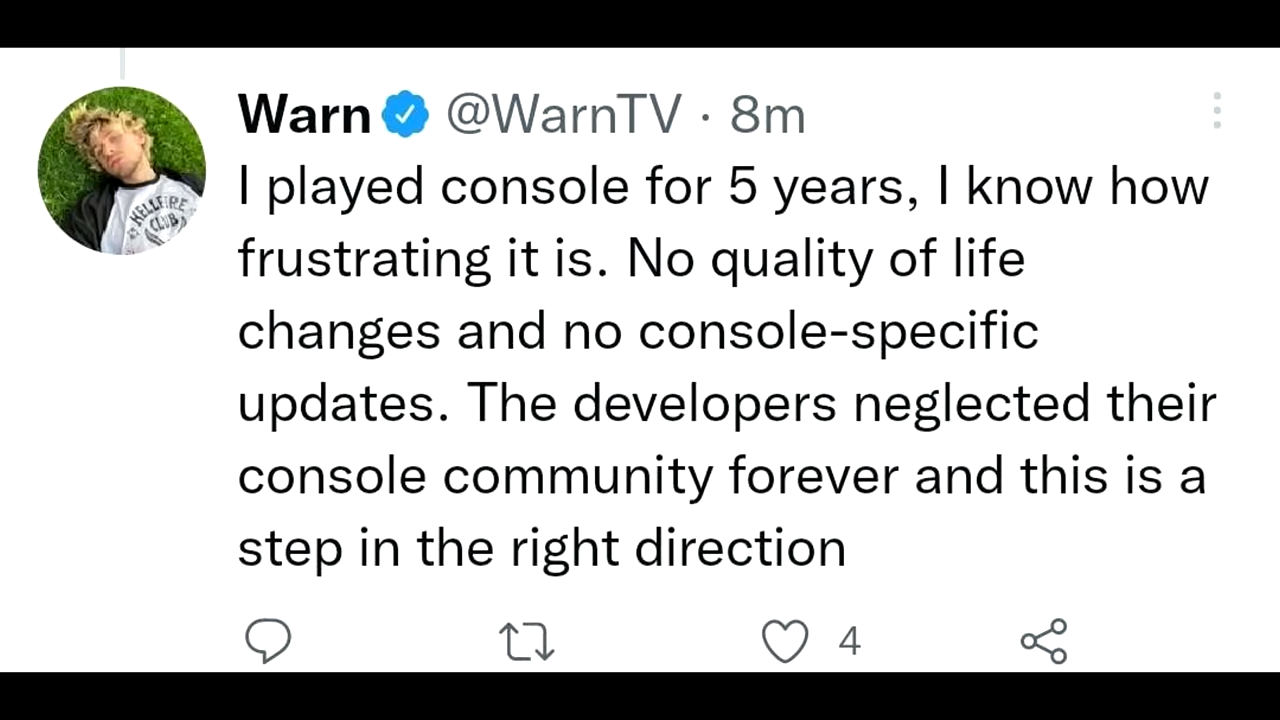 Warn @WarnTV · 8m
I played console for 5 years, I know how
frustrating it is. No quality of life
changes and no console-specific
updates. The developers neglected their
console community forever and this is a
step in the right direction
4
HELLFIRE
CLUB